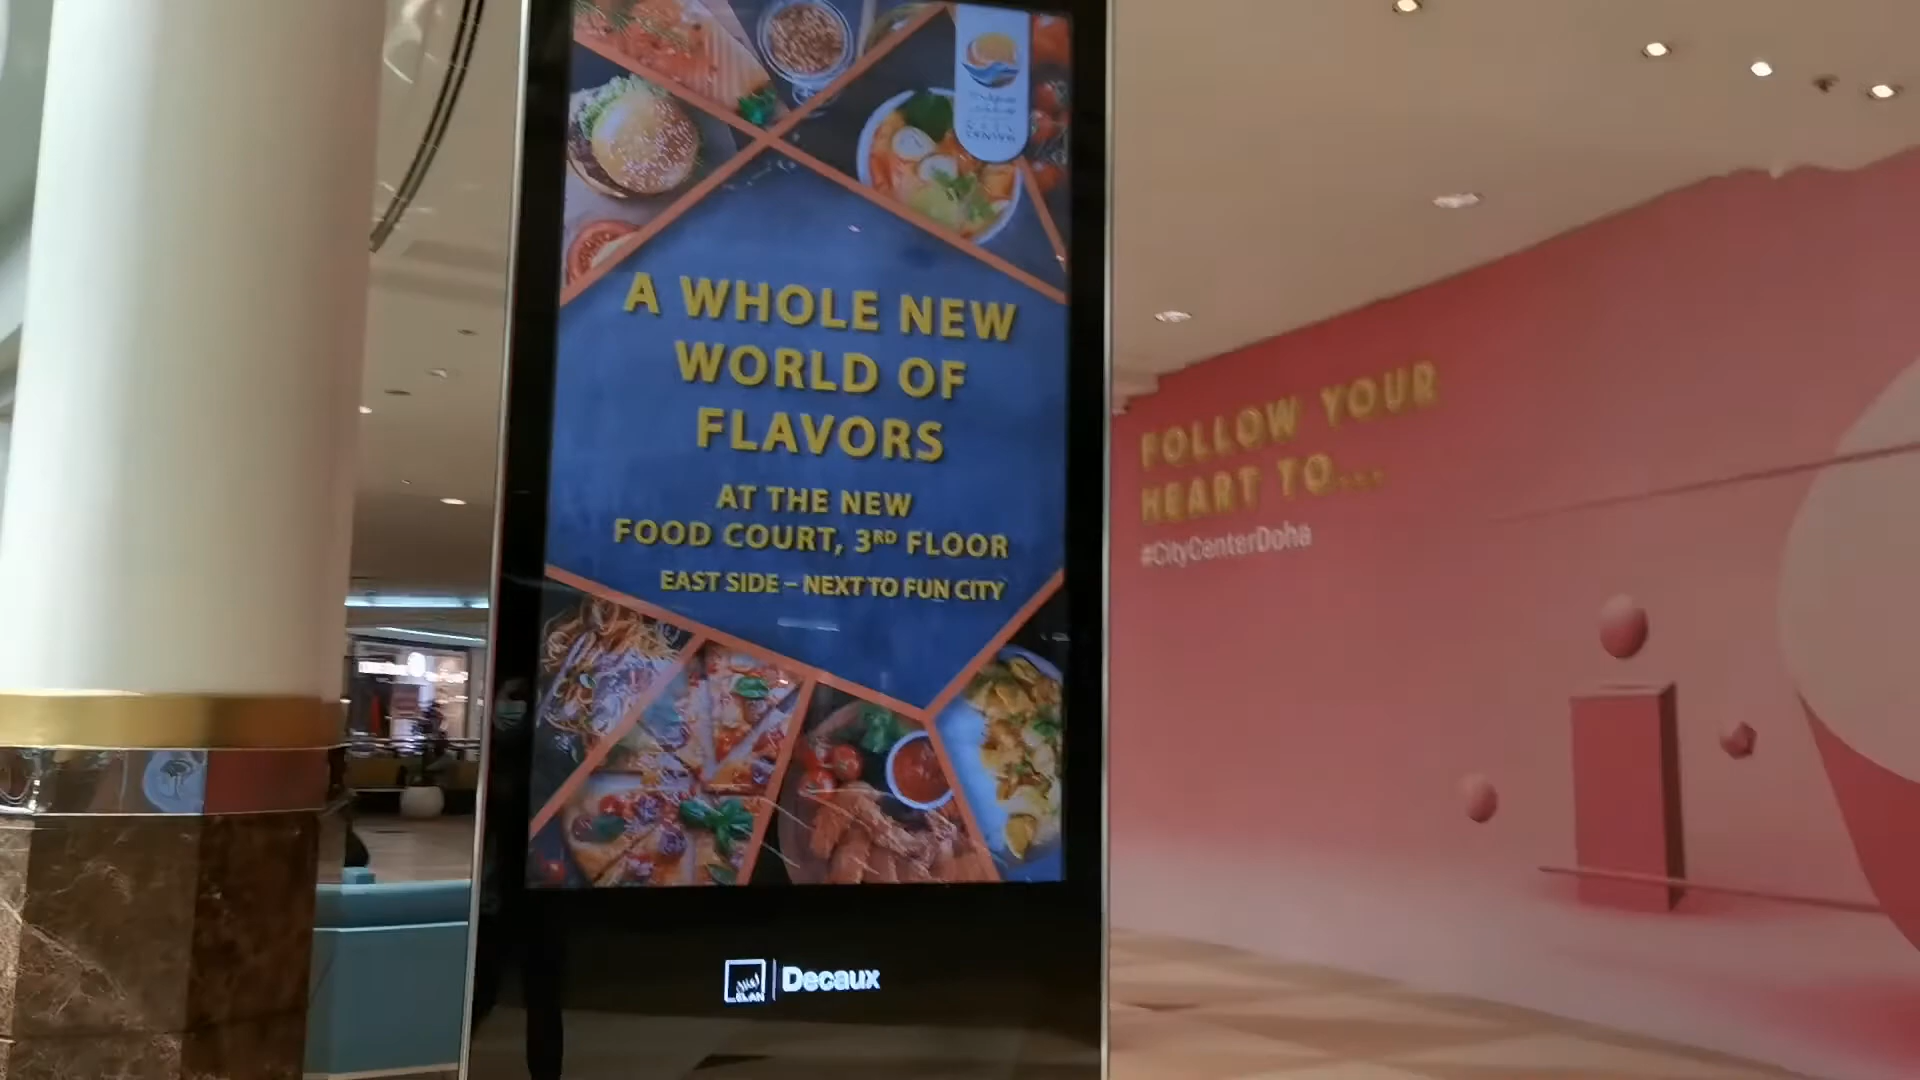 A WHOLE NEW
WORLD OF
FLAVORS
AT THE NEW
FOOD COURT, 3RD FLOOR
EAST SIDE – NEXT TO FUN CITY
ELAN
Decaux
FOLLOW YOUR
HEART TO...
#CityCenterDoha